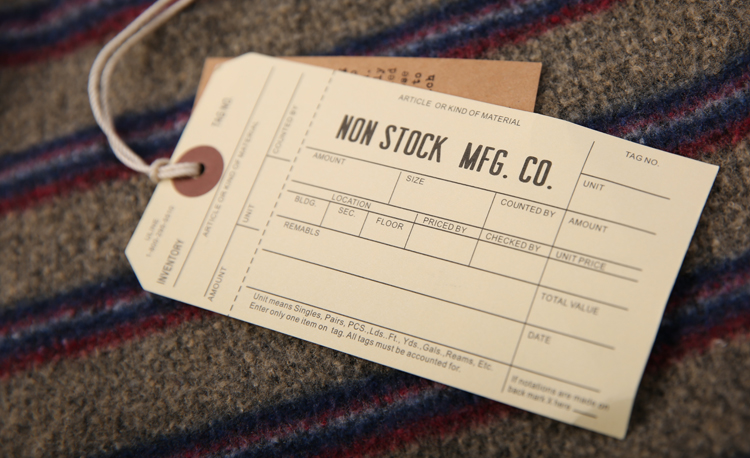 ARTICLE OR KIND OF MATERIAL
NON STOCK MFG. CO.
TAG NO.
AMOUNT
SIZE
COUNTED BY
UNIT
AMOUNT
BLDG.
LOCATION
SEC.
FLOOR
PRICED BY
CHECKED BY
UNIT PRICE
REMABLS
TOTAL VALUE
DATE
Unit means Singles, Pairs, PCS.,Lds.,Ft., Yds.,Gals.,Reams, Etc.
Enter only one item on tag. All tags must be accounted for.
If notations are made on
back mark X here
TAG NO.
COUNTED BY
ARTICLE OR KIND OF MATERIAL
UNIT
AMOUNT
INVENTORY
ULINE